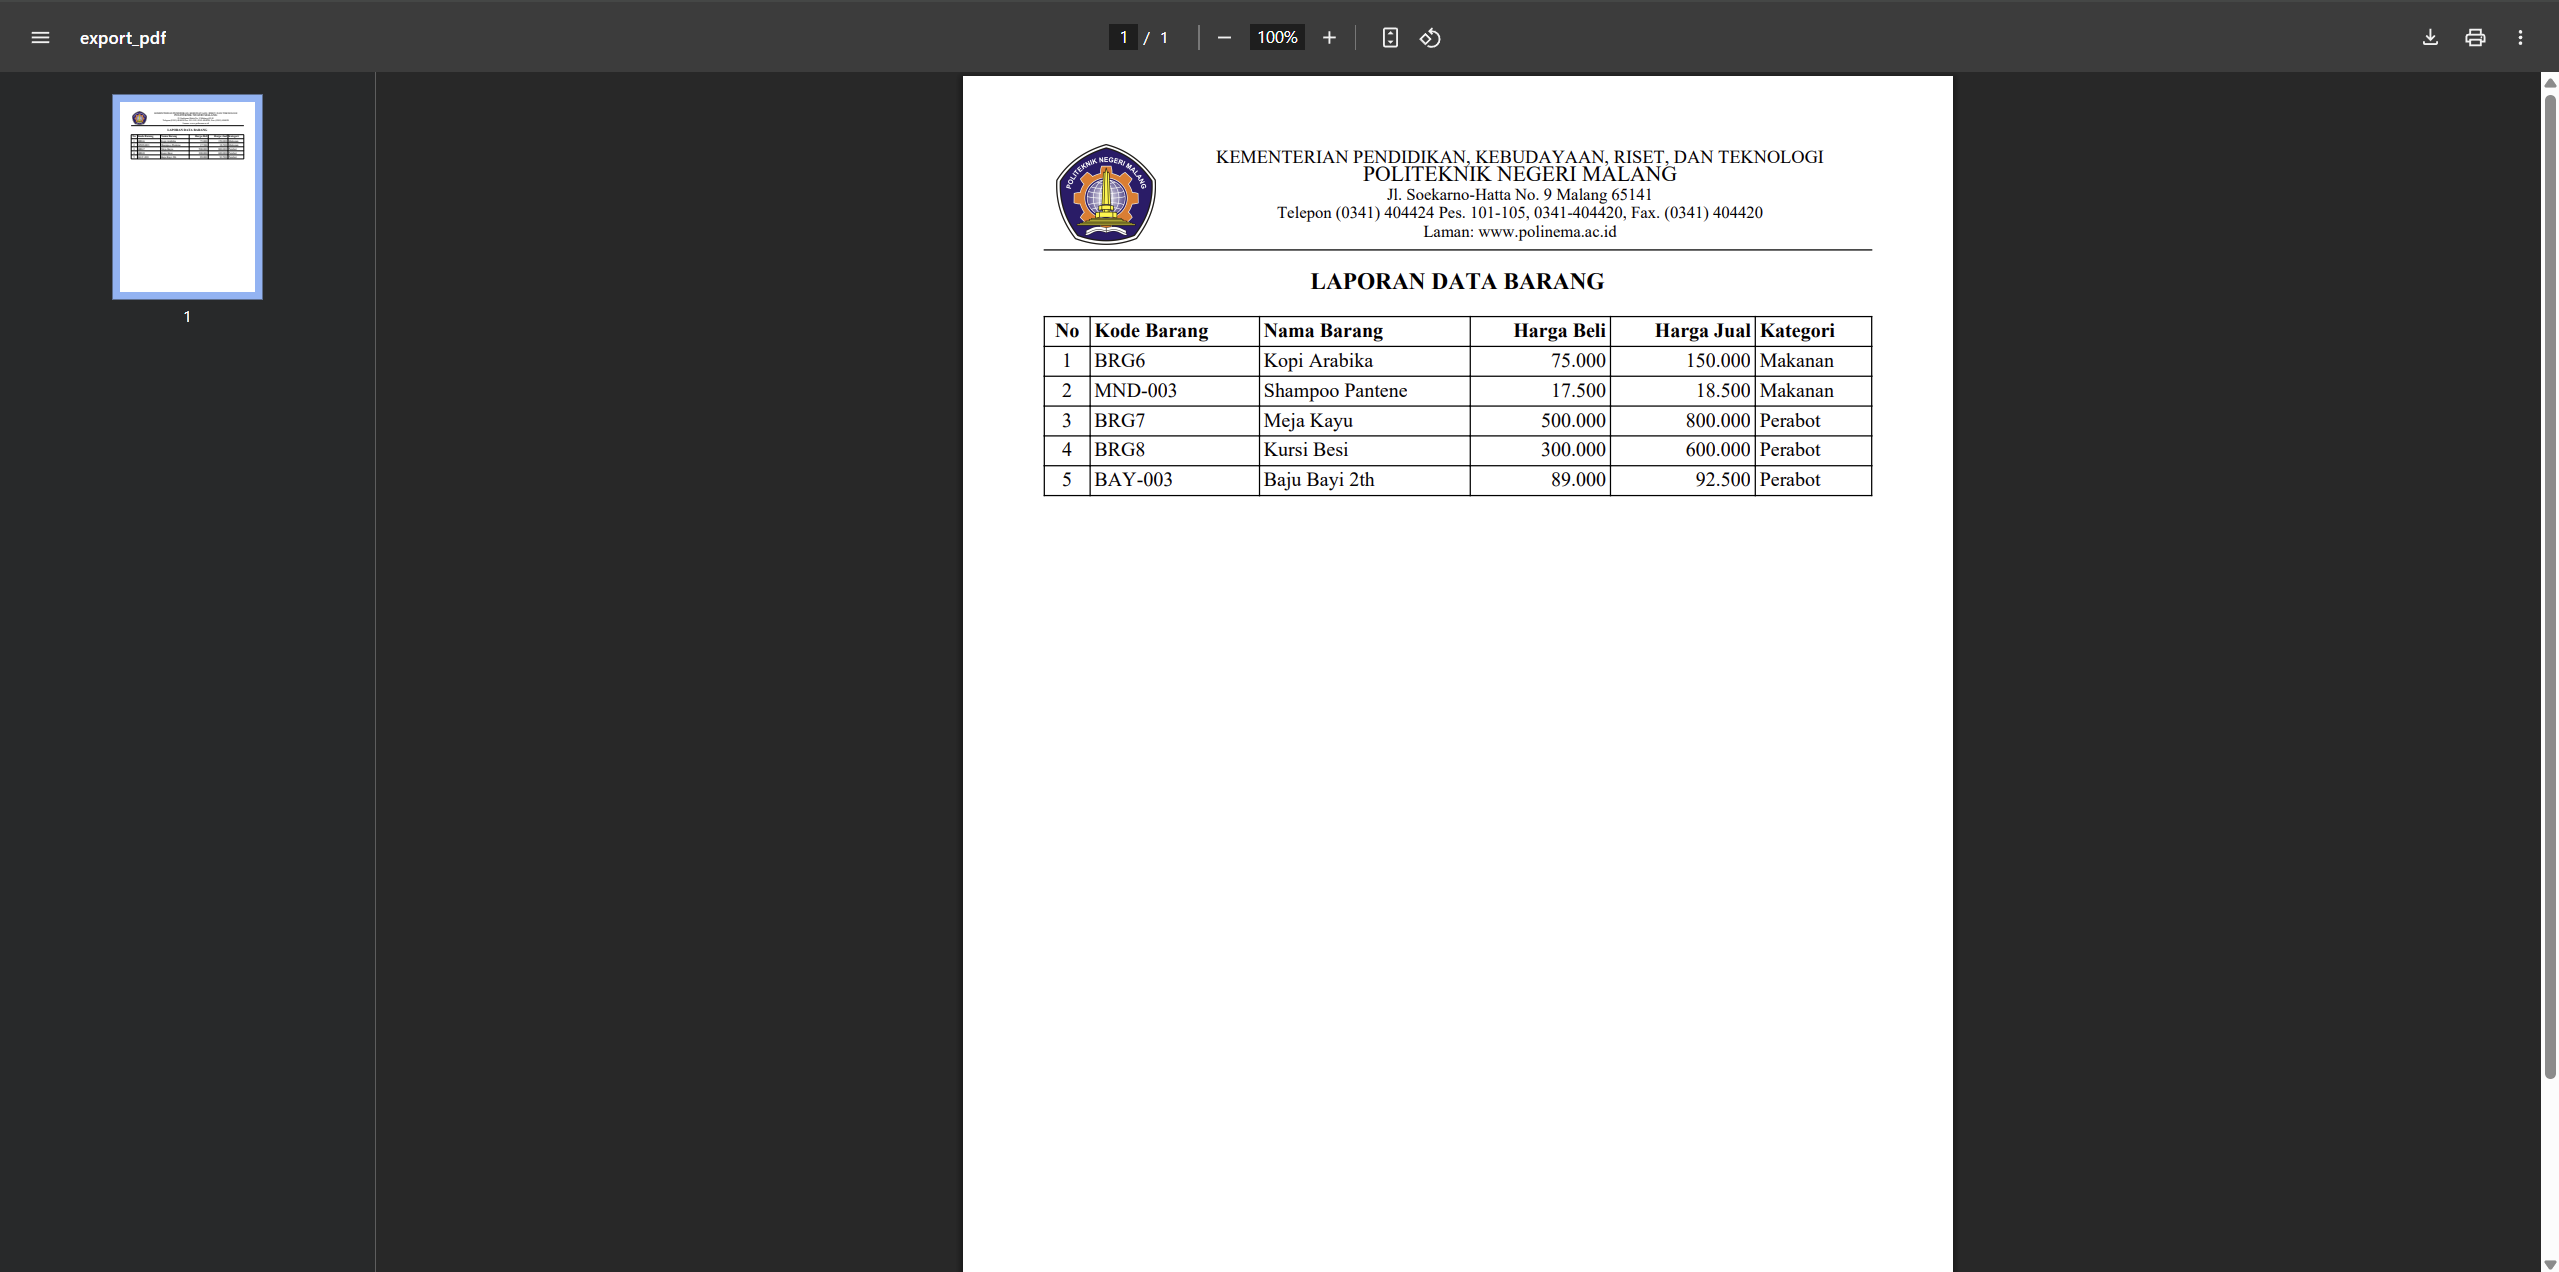 export_pdf
1 / 1
100%
1
POLITEKNIK NEGERI MALANG
KEMENTERIAN PENDIDIKAN, KEBUDAYAAN, RISET, DAN TEKNOLOGI
POLITEKNIK NEGERI MALANG
Jl. Soekarno-Hatta No. 9 Malang 65141
Telepon (0341) 404424 Pes. 101-105, 0341-404420, Fax. (0341) 404420
Laman: www.polinema.ac.id
LAPORAN DATA BARANG
No Kode Barang Nama Barang Harga Beli Harga Jual Kategori
1 BRG6 Kopi Arabika 75.000 150.000 Makanan
2 MND-003 Shampoo Pantene 17.500 18.500 Makanan
3 BRG7 Meja Kayu 500.000 800.000 Perabot
4 BRG8 Kursi Besi 300.000 600.000 Perabot
5 BAY-003 Baju Bayi 2th 89.000 92.500 Perabot